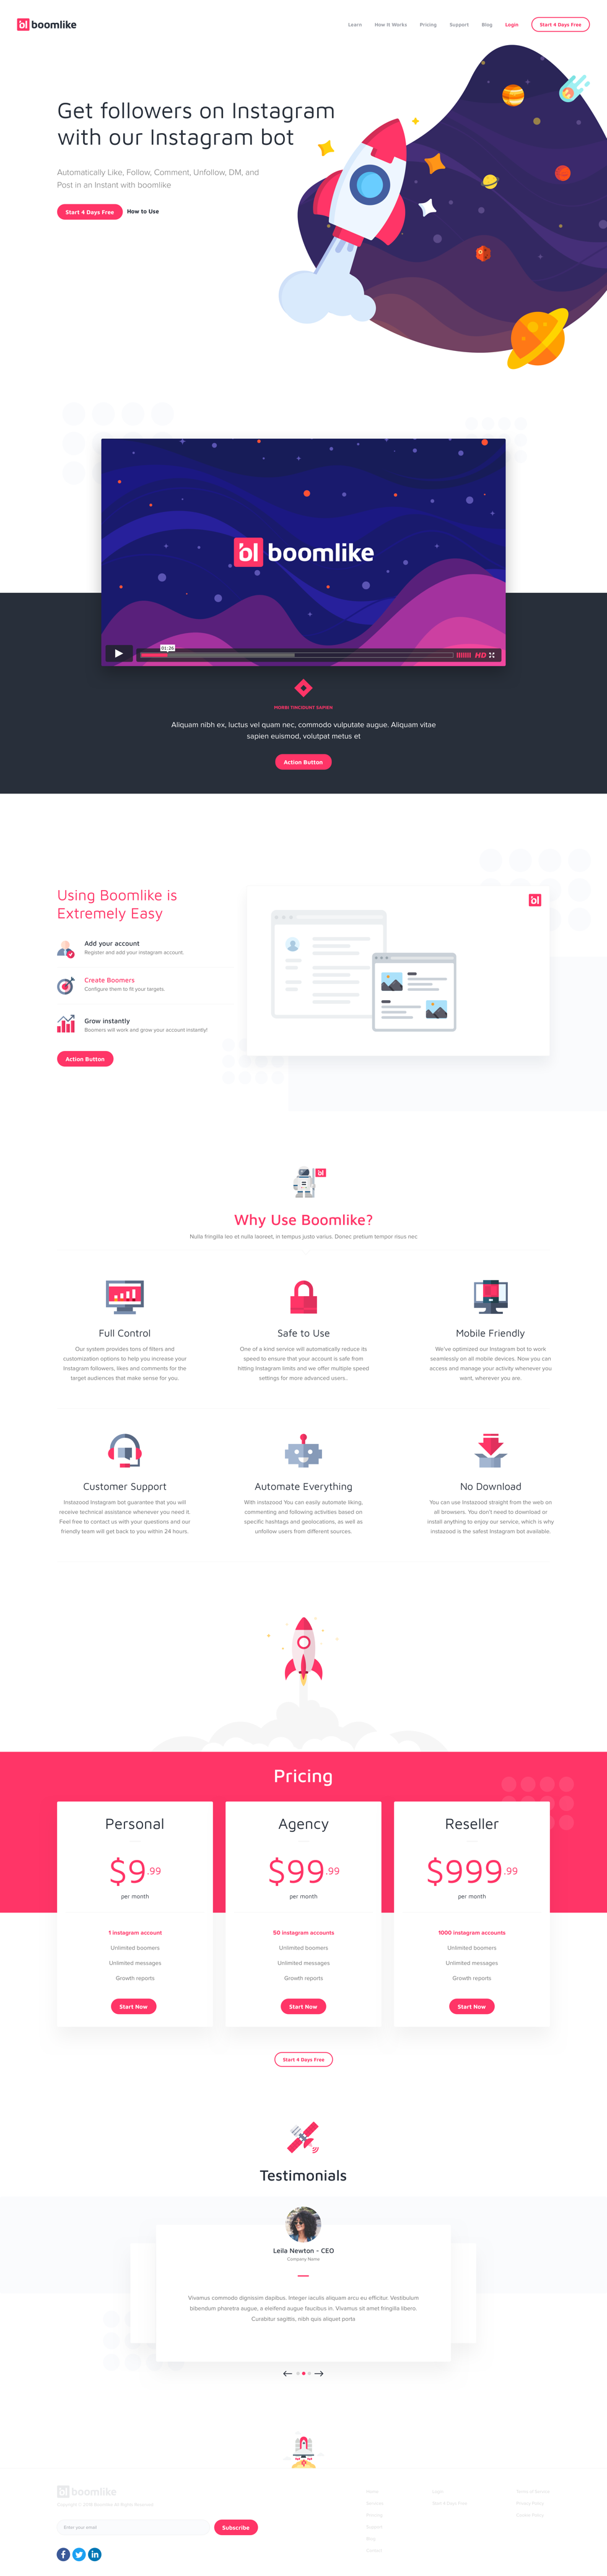 boomlike
Learn How It Works Pricing Support Blog Login Start 4 Days Free
Get followers on Instagram
with our Instagram bot
Automatically Like, Follow, Comment, Unfollow, DM, and
Post in an Instant with boomlike
Start 4 Days Free How to Use
boomlike
01:26
HD
MORBI TINCIDUNT SAPIEN
Aliquam nibh ex, luctus vel quam nec, commodo vulputate augue. Aliquam vitae
sapien euismod, volutpat metus et
Action Button
Using Boomlike is
Extremely Easy
Add your account
Register and add your instagram account.
Create Boomers
Configure them to fit your targets.
Grow instantly
Boomers will work and grow your account instantly!
Action Button
Why Use Boomlike?
Nulla fringilla leo et nulla laoreet, in tempus justo varius. Donec pretium tempor risus nec
Full Control
Our system provides tons of filters and
customization options to help you increase your
Instagram followers, likes and comments for the
target audiences that make sense for you.
Safe to Use
One of a kind service will automatically reduce its
speed to ensure that your account is safe from
hitting Instagram limits and we offer multiple speed
settings for more advanced users..
Mobile Friendly
We've optimized our Instagram bot to work
seamlessly on all mobile devices. Now you can
access and manage your activity whenever you
want, wherever you are.
Customer Support
Instazood Instagram bot guarantee that you will
receive technical assistance whenever you need it.
Feel free to contact us with your questions and our
friendly team will get back to you within 24 hours.
Automate Everything
With instazood You can easily automate liking,
commenting and following activities based on
specific hashtags and geolocations, as well as
unfollow users from different sources.
No Download
You can use Instazood straight from the web on
all browsers. You don't need to download or
install anything to enjoy our service, which is why
instazood is the safest Instagram bot available
Pricing
Personal
$9.99
per month
1 instagram account
Unlimited boomers
Unlimited messages
Growth reports
Start Now
Agency
$99.99
per month
50 instagram accounts
Unlimited boomers
Unlimited messages
Growth reports
Start Now
Reseller
$999.99
per month
1000 instagram accounts
Unlimited boomers
Unlimited messages
Growth reports
Start Now
Start 4 Days Free
Testimonials
Leila Newton - CEO
Company Name
Vivamus commodo dignissim dapibus. Integer iaculis aliquam arcu eu efficitur. Vestibulum
bibendum pharetra augue, a eleifend augue faucibus in. Vivamus sit amet fringilla libero.
Curabitur sagittis, nibh quis aliquet porta
boomlike
Enter your email
Subscribe